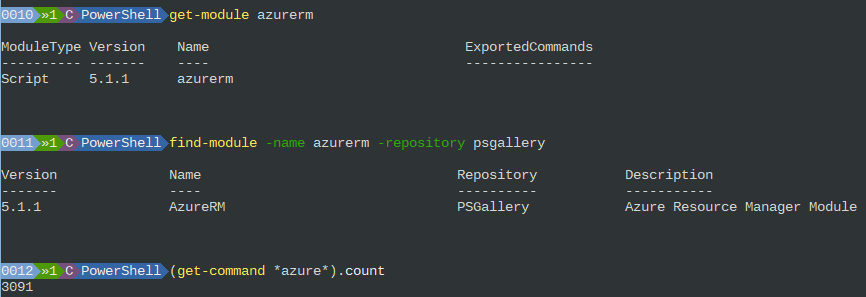 0010 »1 C PowerShell get-module azurerm
ModuleType Version Name ExportedCommands
---------- ------- ---- ----------------
Script 5.1.1 azurerm
0011 »1 C PowerShell find-module -name azurerm -repository psgallery
Version Name Repository Description
------- ---- ---------- -----------
5.1.1 AzureRM PSGallery Azure Resource Manager Module
0012 »1 C PowerShell (get-command *azure*).count
3091